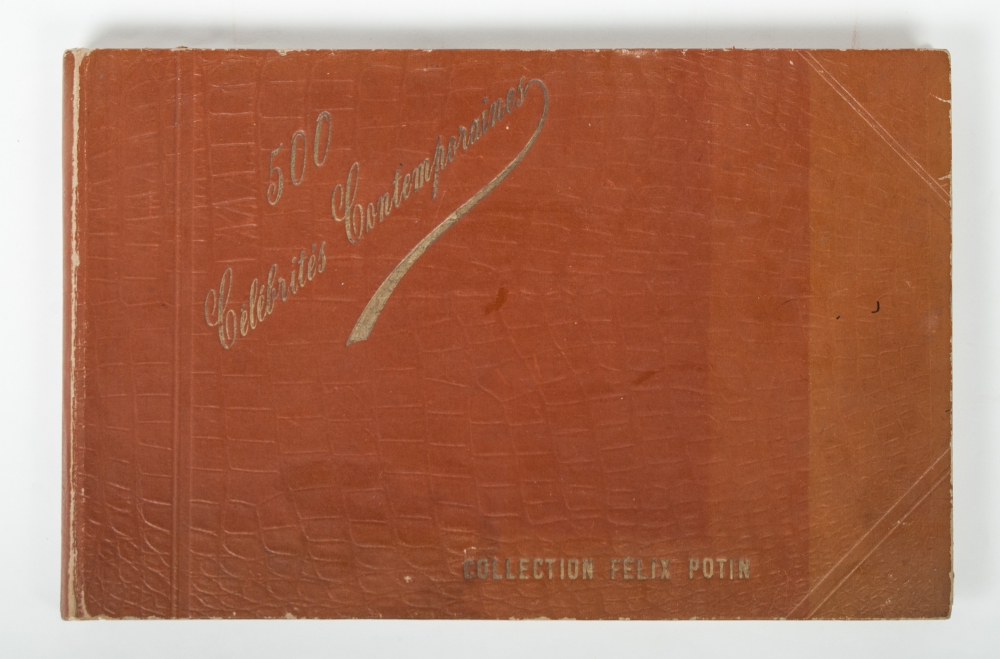 500
Célébrités Contemporaines
COLLECTION FÉLIX POTIN